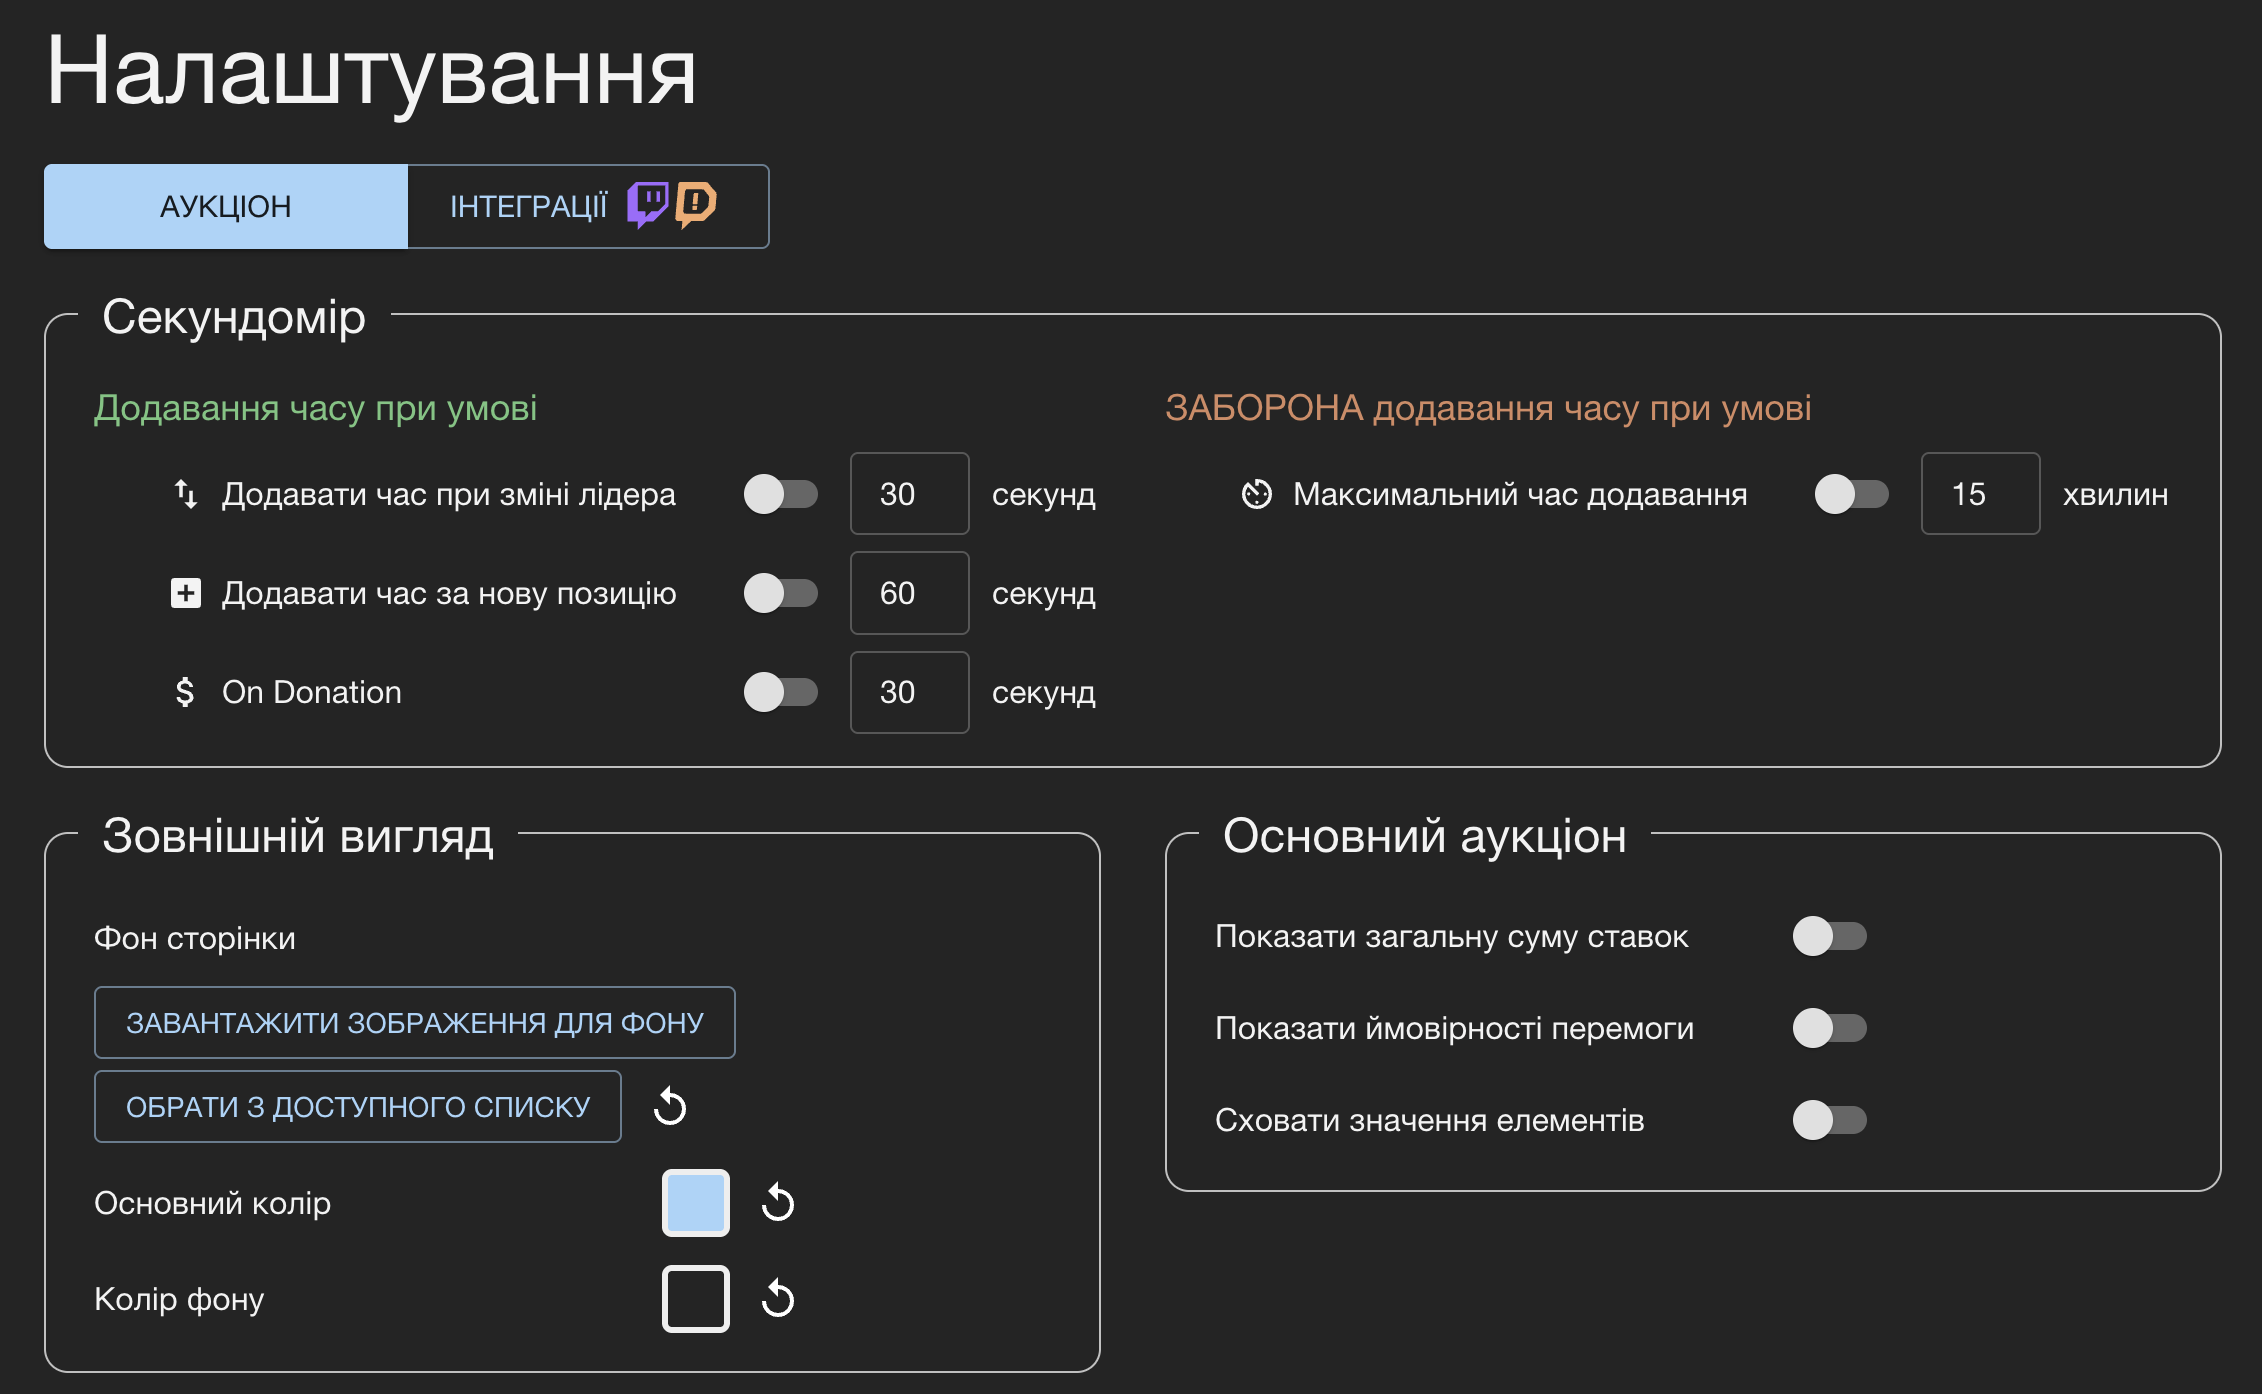 Налаштування
АУКЦІОН
ІНТЕГРАЦІЇ
Секундомір
Додавання часу при умові
Додавати час при зміні лідера 30 секунд
Додавати час за нову позицію 60 секунд
On Donation 30 секунд
ЗАБОРОНА додавання часу при умові
Максимальний час додавання 15 хвилин
Зовнішній вигляд
Фон сторінки
ЗАВАНТАЖИТИ ЗОБРАЖЕННЯ ДЛЯ ФОНУ
ОБРАТИ З ДОСТУПНОГО СПИСКУ
Основний колір
Колір фону
Основний аукціон
Показати загальну суму ставок
Показати ймовірності перемоги
Сховати значення елементів